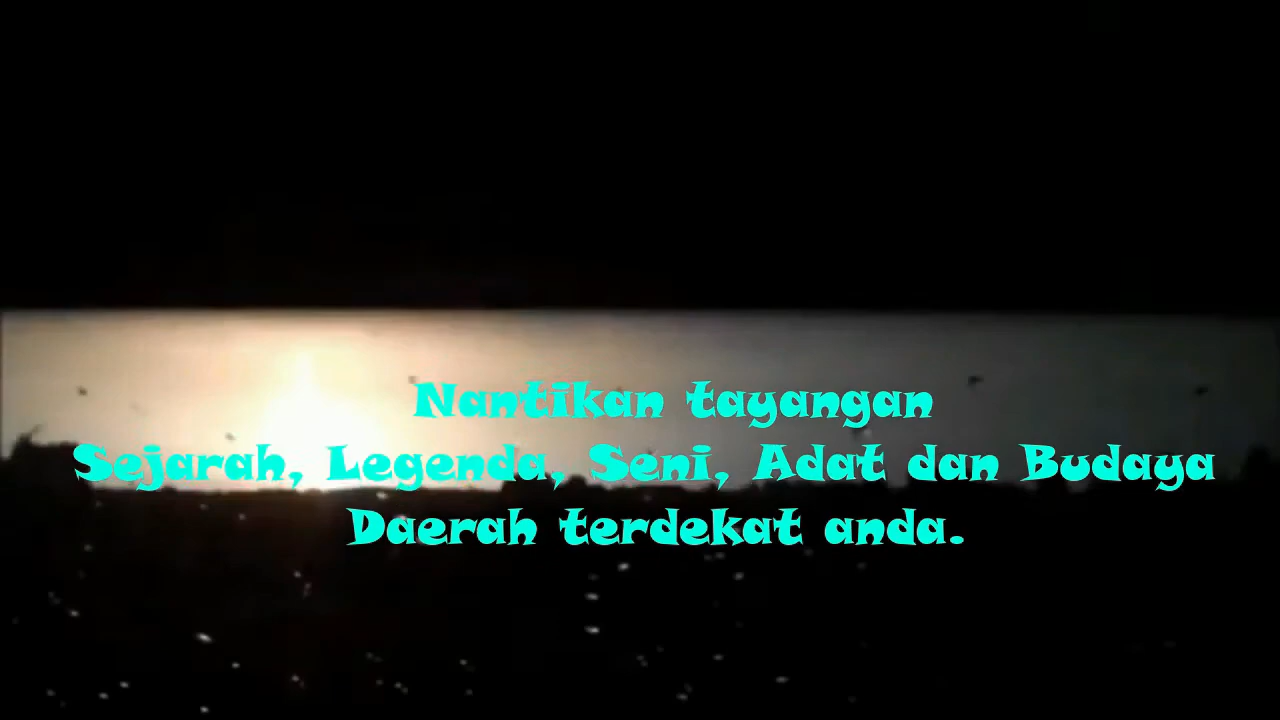 Nantikan tayangan
Sejarah, Legenda, Seni, Adat dan Budaya
Daerah terdekat anda.